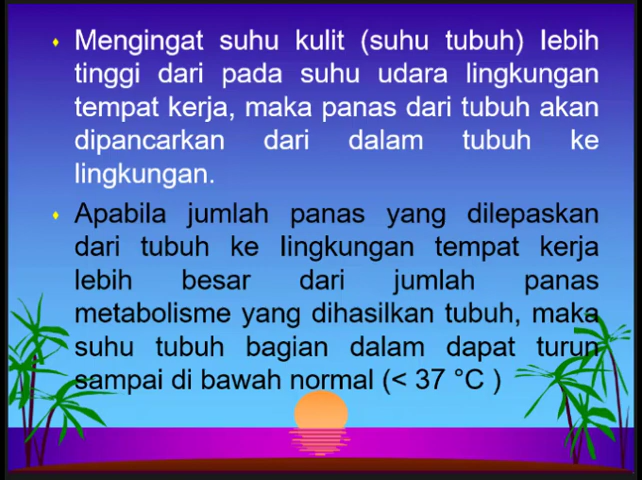 Mengingat suhu kulit (suhu tubuh) lebih
tinggi dari pada suhu udara lingkungan
tempat kerja, maka panas dari tubuh akan
dipancarkan dari dalam tubuh ke
lingkungan.
Apabila jumlah panas yang dilepaskan
dari tubuh ke lingkungan tempat kerja
lebih besar dari jumlah panas
metabolisme yang dihasilkan tubuh, maka
suhu tubuh bagian dalam dapat turun
sampai di bawah normal (< 37 °C )